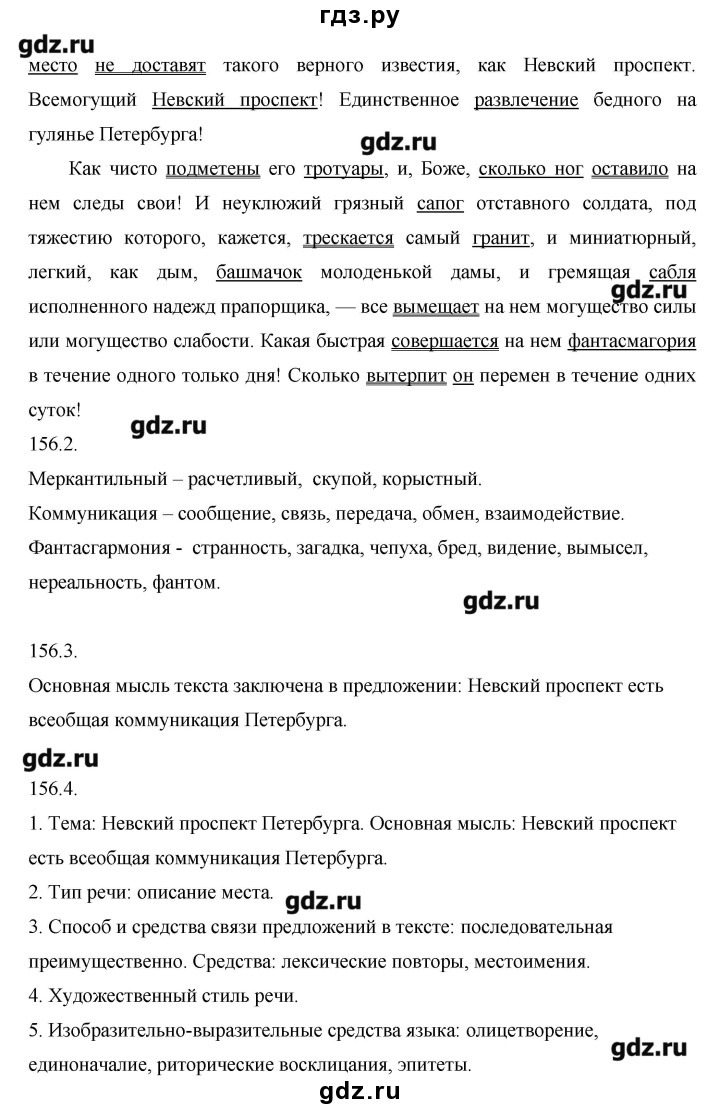 гдз.ру
gdz.ru
место не доставят такого верного известия, как Невский проспект.
Всемогущий Невский проспект! Единственное развлечение бедного на
гулянье Петербурга!
gdz.ru
Как чисто подметены его тротуары, и, Боже, сколько ног оставило на
нем следы свои! И неуклюжий грязный сапог отставного солдата, под
тяжестию которого, кажется, трескается самый гранит, и миниатюрный,
легкий, как дым, башмачок молоденькой дамы, и гремящая сабля
gdz.ru
исполненного надежд прапорщика, — все вымещает на нем могущество силы
или могущество слабости. Какая быстрая совершается на нем фантасмагория
в течение одного только дня! Сколько вытерпит он перемен в течение одних
суток!
gdz.ru
156.2.
Меркантильный – расчетливый,  скупой, корыстный.
Коммуникация – сообщение, связь, передача, обмен, взаимодействие.
Фантасгармония -  странность, загадка, чепуха, бред, видение, вымысел,
нереальность, фантом.
gdz.ru
156.3.
Основная мысль текста заключена в предложении: Невский проспект есть
всеобщая коммуникация Петербурга.
gdz.ru
156.4.
1. Тема: Невский проспект Петербурга. Основная мысль: Невский проспект
есть всеобщая коммуникация Петербурга.
2. Тип речи: описание места.
gdz.ru
3. Способ и средства связи предложений в тексте: последовательная
преимущественно. Средства: лексические повторы, местоимения.
4. Художественный стиль речи.
5. Изобразительно-выразительные средства языка: олицетворение,
gdz.ru
единоначалие, риторические восклицания, эпитеты.
gdz.ru